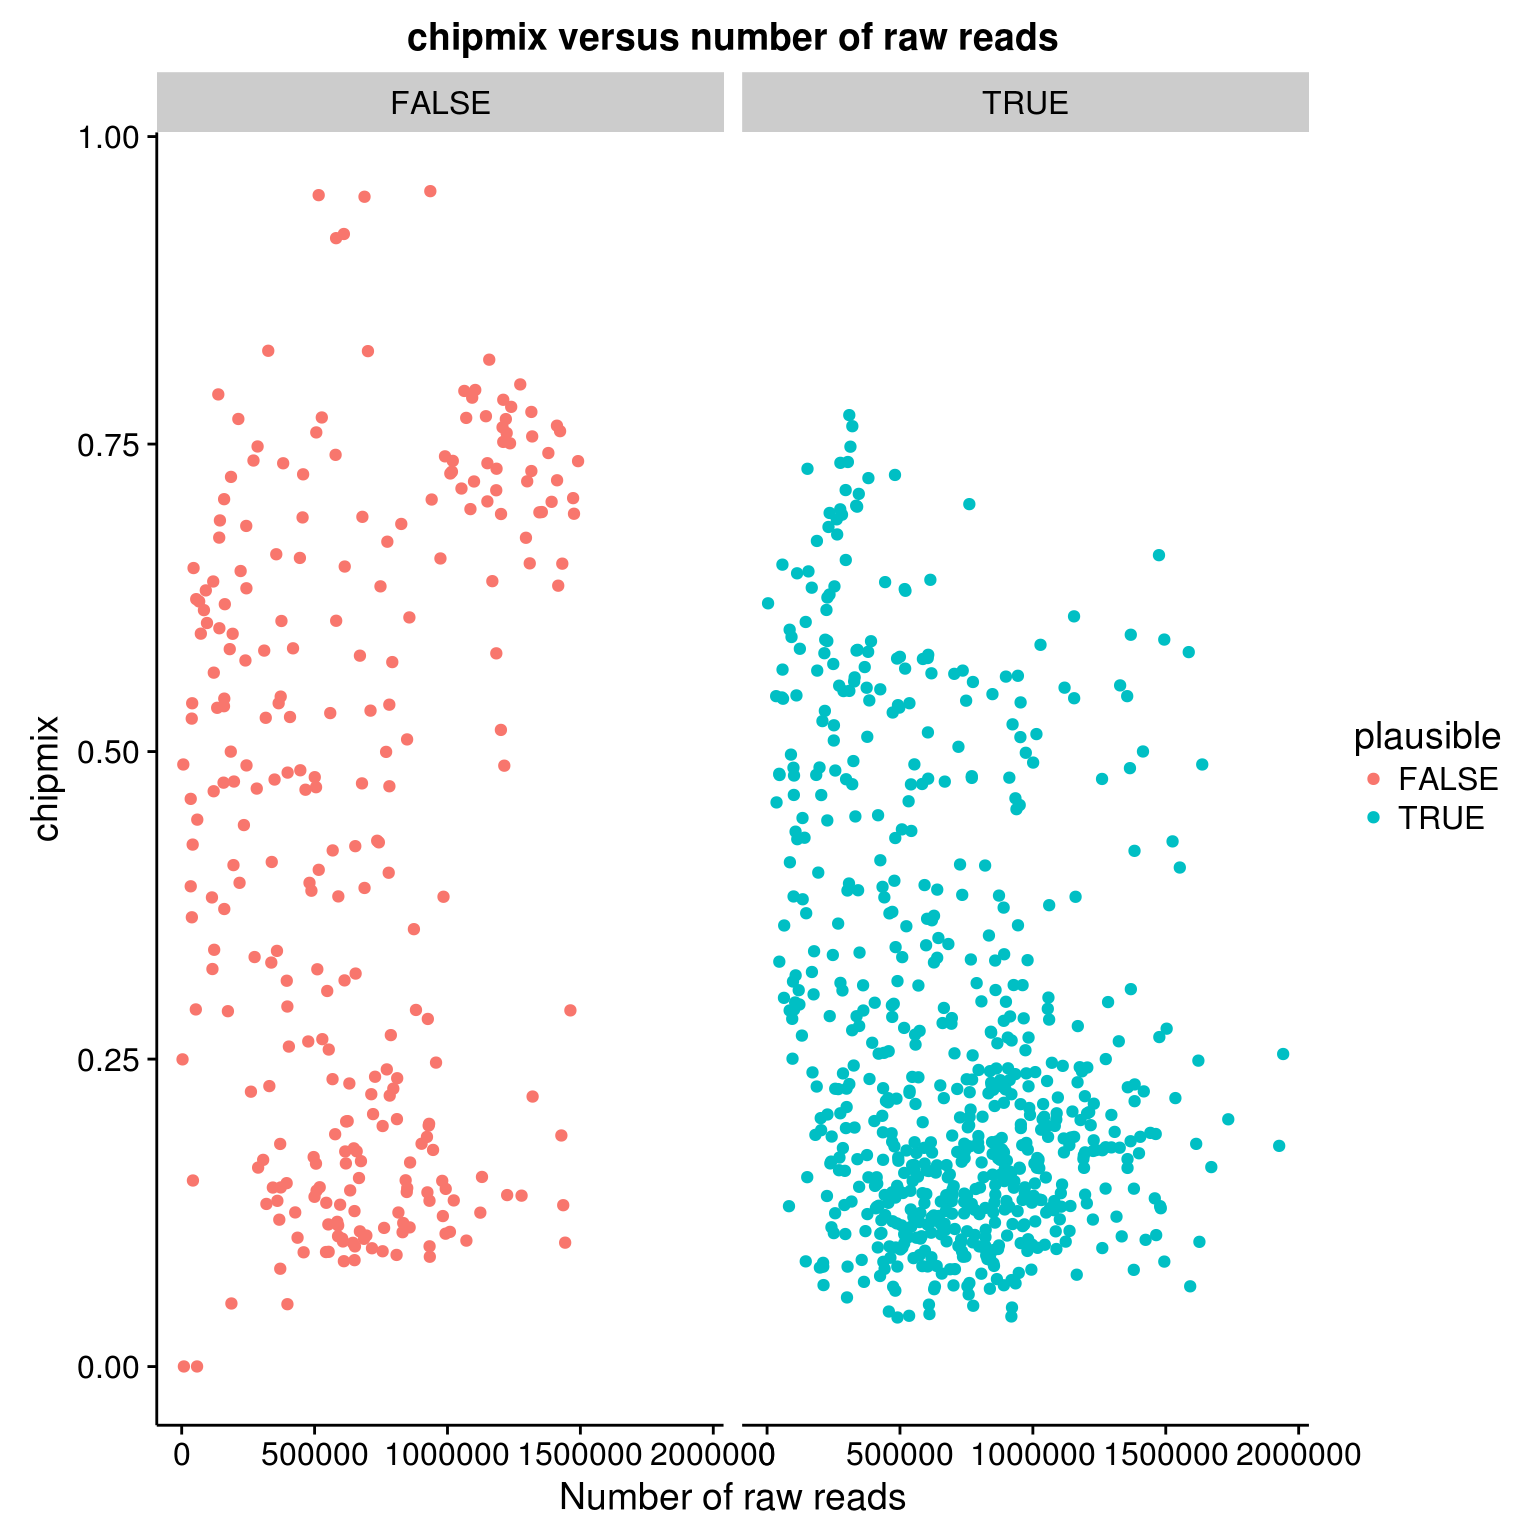 chipmix versus number of raw reads
FALSE TRUE
1.00
0.75
0.50
0.25
0.00
chipmix
0 500000 1000000 1500000 2000000 0 500000 1000000 1500000 2000000
Number of raw reads
plausible
FALSE
TRUE